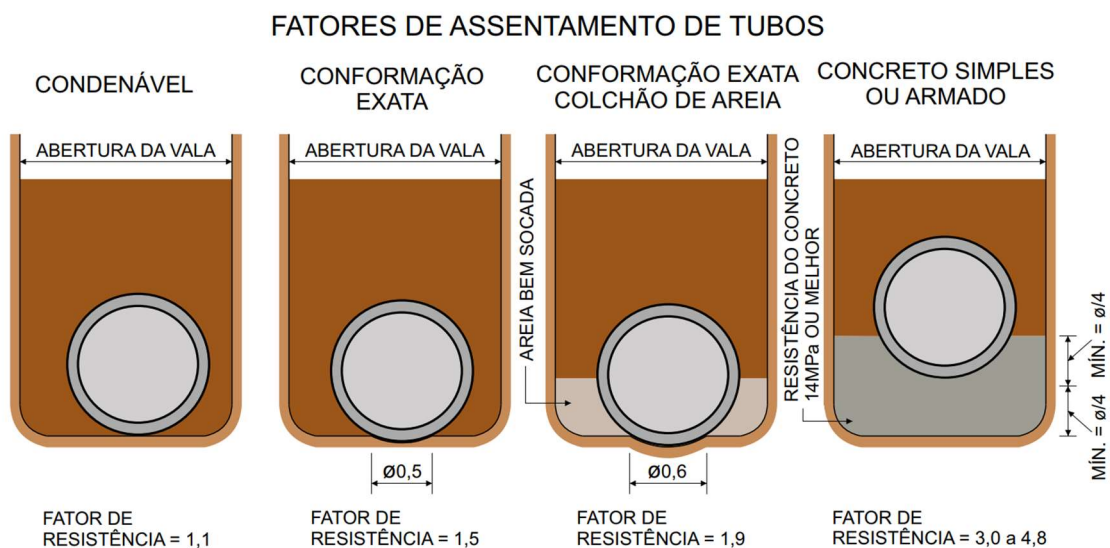 FATORES DE ASSENTAMENTO DE TUBOS
CONDENÁVEL
CONFORMAÇÃO
EXATA
CONFORMAÇÃO EXATA
COLCHÃO DE AREIA
CONCRETO SIMPLES
OU ARMADO
ABERTURA DA VALA
ABERTURA DA VALA
ABERTURA DA VALA
ABERTURA DA VALA
AREIA BEM SOCADA
RESISTÊNCIA DO CONCRETO
14MPa OU MELHOR
MÍN. = ø/4
MÍN. = ø/4
ø0,5
ø0,6
FATOR DE
RESISTÊNCIA = 1,1
FATOR DE
RESISTÊNCIA = 1,5
FATOR DE
RESISTÊNCIA = 1,9
FATOR DE
RESISTÊNCIA = 3,0 a 4,8